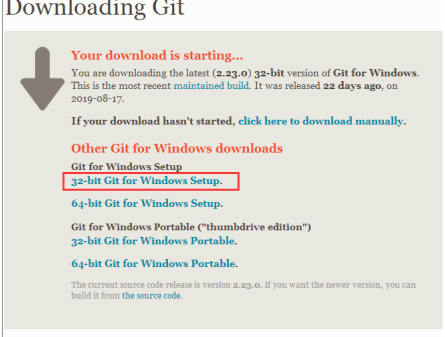 Downloading Git
Your download is starting...
You are downloading the latest (2.23.0) 32-bit version of Git for Windows.
This is the most recent maintained build. It was released 22 days ago, on
2019-08-17.
If your download hasn't started, click here to download manually.
Other Git for Windows downloads
Git for Windows Setup
32-bit Git for Windows Setup.
64-bit Git for Windows Setup.
Git for Windows Portable ("thumbdrive edition")
32-bit Git for Windows Portable.
64-bit Git for Windows Portable.
The current source code release is version 2.23.0. If you want the newer version, you can
build it from the source code.